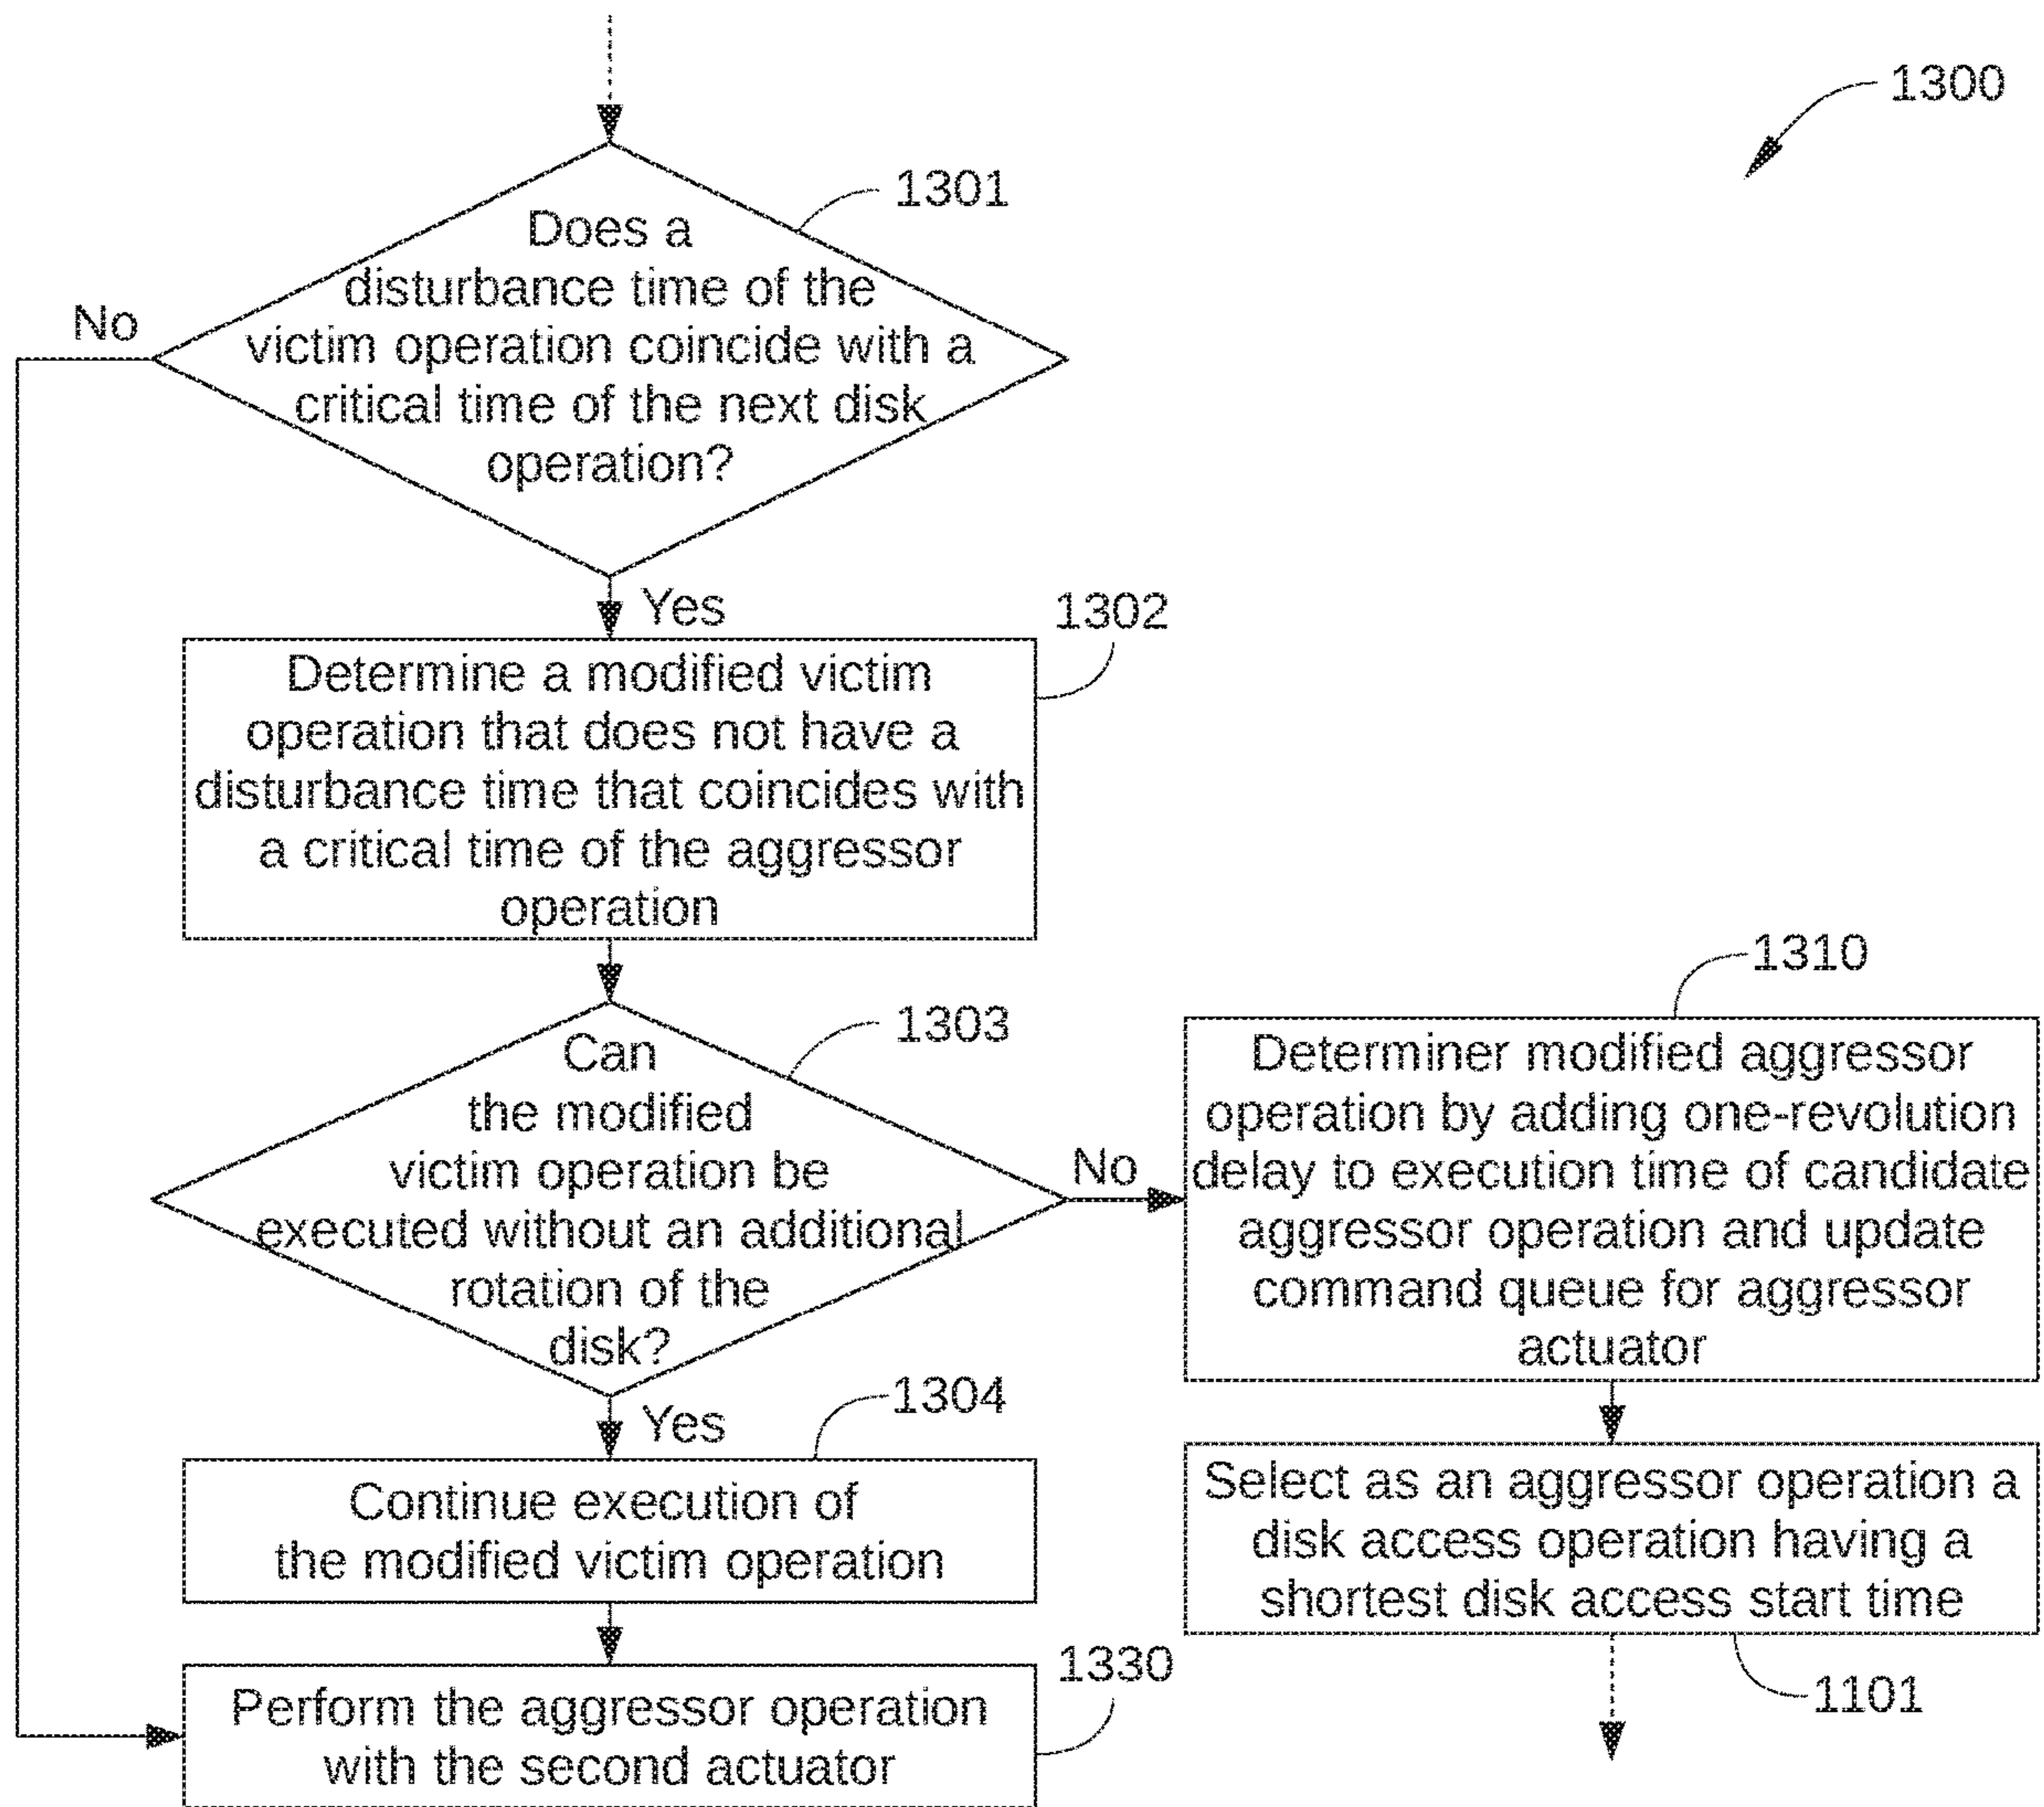 1300
1301
Does a
disturbance time of the
victim operation coincide with a
critical time of the next disk
operation?
No
Yes
1302
Determine a modified victim
operation that does not have a
disturbance time that coincides with
a critical time of the aggressor
operation
1303
Can
the modified
victim operation be
executed without an additional
rotation of the
disk?
No
1310
Determiner modified aggressor
operation by adding one-revolution
delay to execution time of candidate
aggressor operation and update
command queue for aggressor
actuator
Yes
1304
Continue execution of
the modified victim operation
Select as an aggressor operation a
disk access operation having a
shortest disk access start time
1101
1330
Perform the aggressor operation
with the second actuator